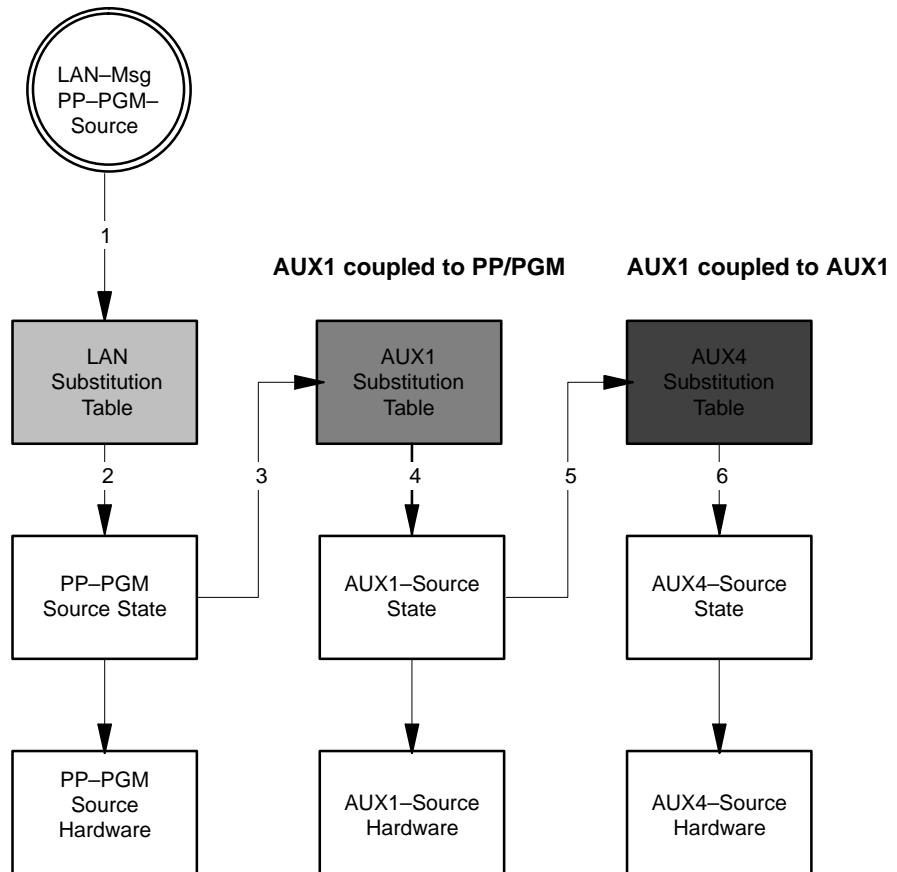 LAN–Msg
PP–PGM–
Source
1
AUX1 coupled to PP/PGM
AUX1 coupled to AUX1
LAN
Substitution
Table
AUX1
Substitution
Table
AUX4
Substitution
Table
2
3
4
5
6
PP–PGM
Source State
AUX1–Source
State
AUX4–Source
State
PP–PGM
Source
Hardware
AUX1–Source
Hardware
AUX4–Source
Hardware